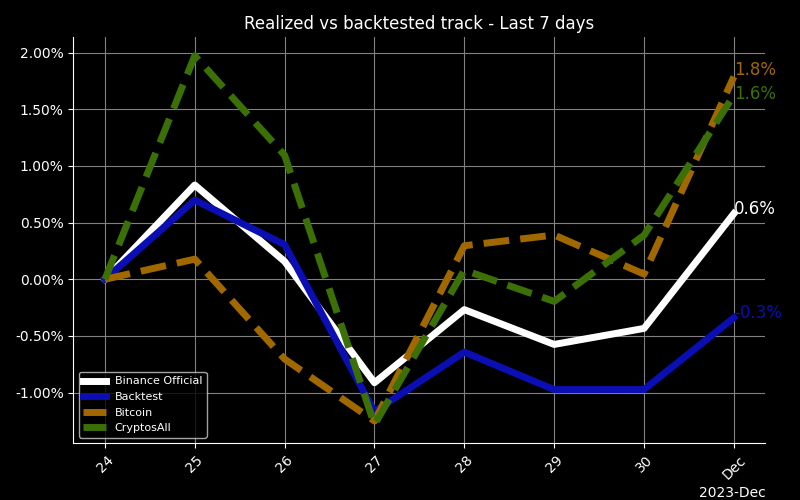 Realized vs backtested track - Last 7 days
2.00%
1.50%
1.00%
0.50%
0.00%
-0.50%
-1.00%
1.8%
1.6%
0.6%
-0.3%
Binance Official
Backtest
Bitcoin
CryptosAll
24
25
26
27
28
29
30
Dec
2023-Dec